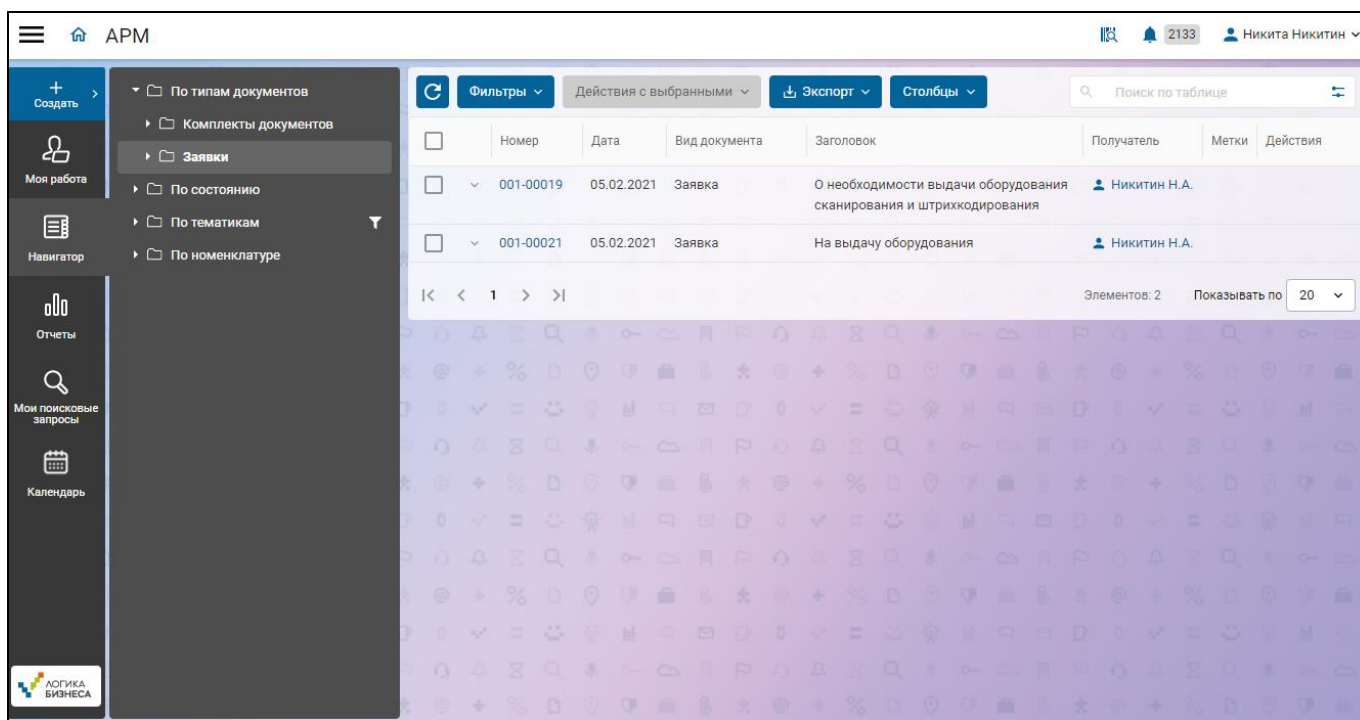 АРМ
2133
Никита Никитин
Создать
Моя работа
Навигатор
Отчеты
Мои поисковые
запросы
Календарь
ЛОГИКА
БИЗНЕСА
По типам документов
Комплекты документов
Заявки
По состоянию
По тематикам
По номенклатуре
Фильтры
Действия с выбранными
Экспорт
Столбцы
Поиск по таблице
Номер Дата Вид документа Заголовок Получатель Метки Действия
001-00019 05.02.2021 Заявка О необходимости выдачи оборудования Никитин Н.А.
сканирования и штрихкодирования
001-00021 05.02.2021 Заявка На выдачу оборудования Никитин Н.А.
1 Элементов: 2 Показывать по 20